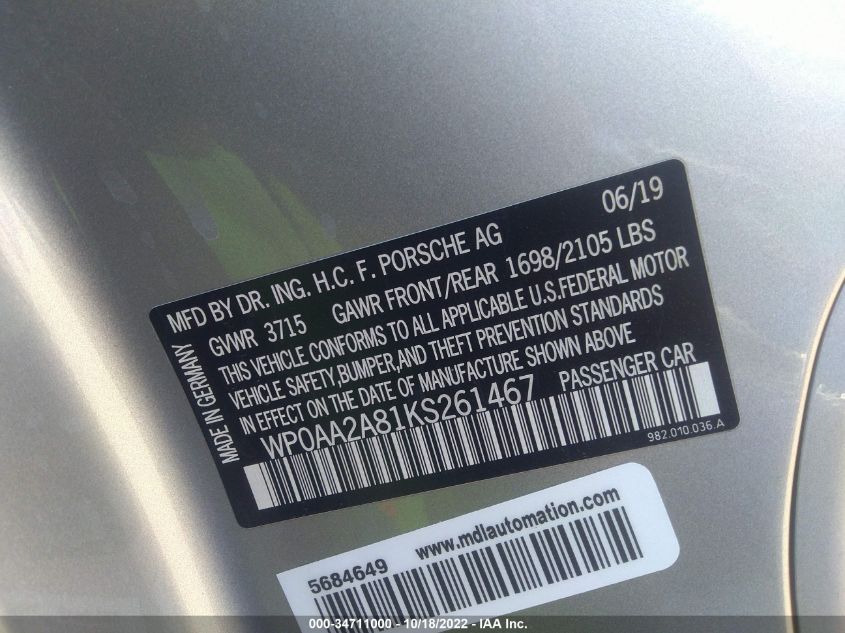 06/19
MFD BY DR. ING. H.C. F. PORSCHE AG
GVWR 3715 GAWR FRONT/REAR 1698/2105 LBS
THIS VEHICLE CONFORMS TO ALL APPLICABLE U.S.FEDERAL MOTOR
VEHICLE SAFETY,BUMPER,AND THEFT PREVENTION STANDARDS
IN EFFECT ON THE DATE OF MANUFACTURE SHOWN ABOVE
WP0AA2A81KS261467 PASSENGER CAR
MADE IN GERMANY
982.010.036.A
5684649 www.mdlautomation.com
000-34711000 - 10/18/2022 - IAA Inc.